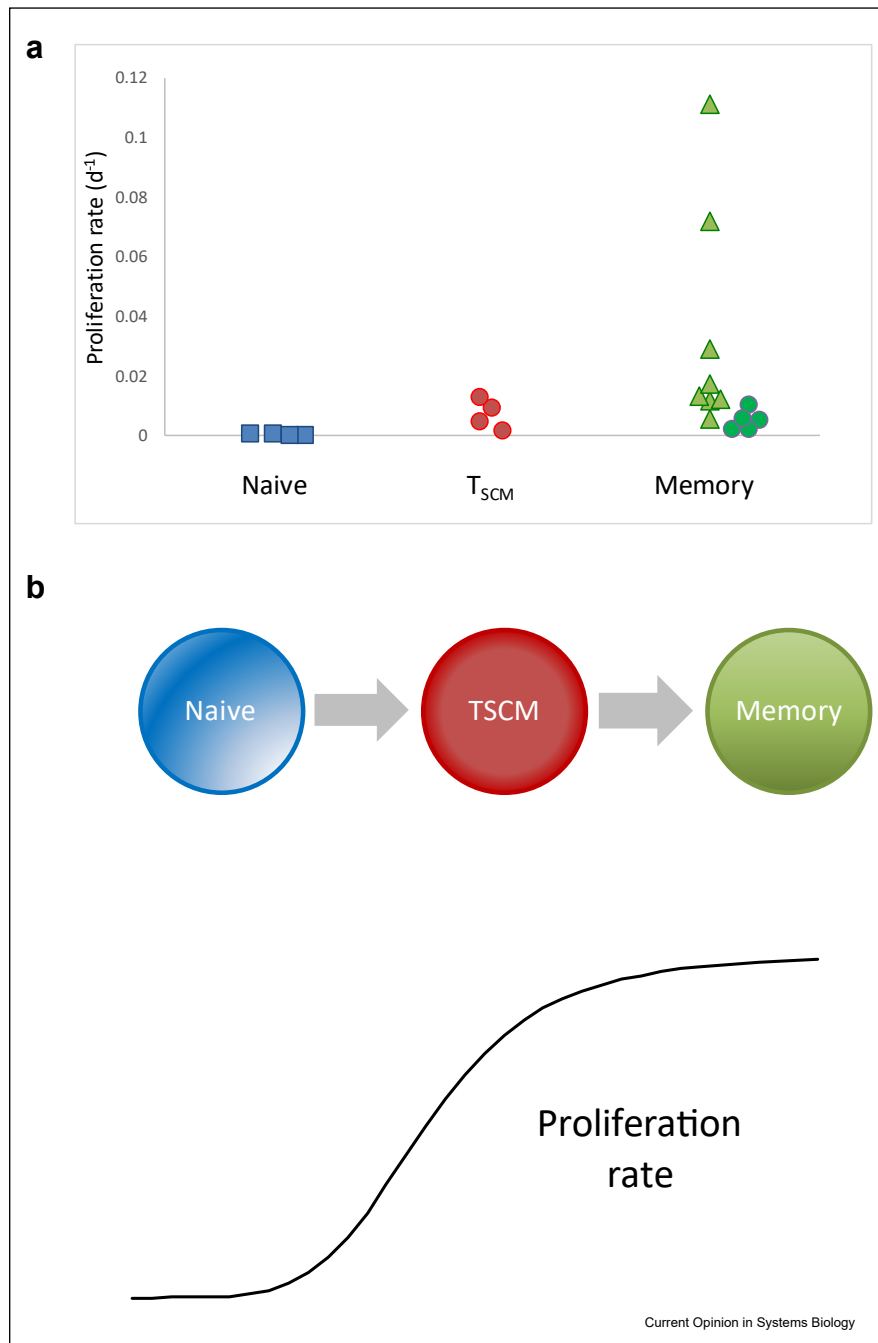 a
0.12
0.1
0.08
0.06
0.04
0.02
0
Proliferation rate (d⁻¹)
Naive
T_SCM
Memory
b
Naive
TSCM
Memory
Proliferation
rate
Current Opinion in Systems Biology